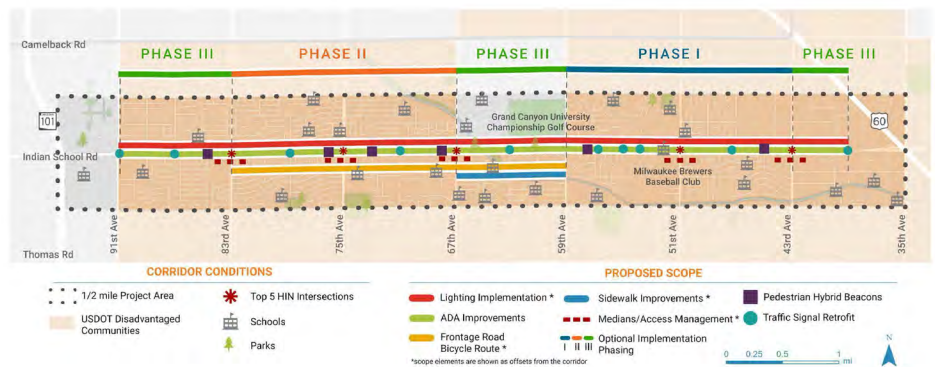 Camelback Rd
PHASE III
PHASE II
PHASE III
PHASE I
PHASE III
101
60
Grand Canyon University
Championship Golf Course
Indian School Rd
Milwaukee Brewers
Baseball Club
91st Ave
83rd Ave
75th Ave
67th Ave
59th Ave
51st Ave
43rd Ave
35th Ave
Thomas Rd
CORRIDOR CONDITIONS
1/2 mile Project Area
Top 5 HIN Intersections
USDOT Disadvantaged
Communities
Schools
Parks
PROPOSED SCOPE
Lighting Implementation *
Sidewalk Improvements *
Pedestrian Hybrid Beacons
ADA Improvements
Medians/Access Management *
Traffic Signal Retrofit
Frontage Road
Bicycle Route *
I II III
Optional Implementation
Phasing
*scope elements are shown as offsets from the corridor
0 0.25 0.5 1
mi
N